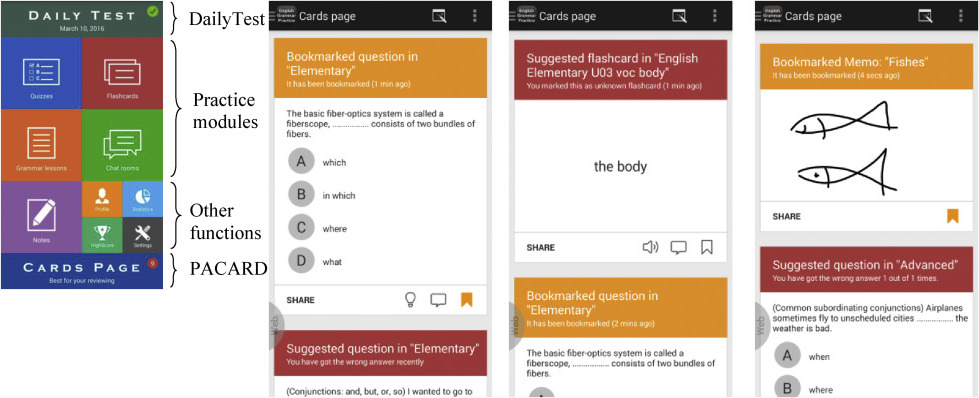 DAILY TEST
March 10, 2016
A
B
C
Quizzes
Flashcards
Grammar lessons
Chat rooms
Notes
Profile
Statistics
HighScore
Settings
CARDS PAGE
9
Best for your reviewing
DailyTest
Practice
modules
Other
functions
PACARD
English
Grammar
Practice
Cards page
Bookmarked question in
"Elementary"
It has been bookmarked (1 min ago)
The basic fiber-optics system is called a
fiberscope, ................. consists of two bundles of
fibers.
A which
B in which
C where
D what
SHARE
Web
Suggested question in "Elementary"
You have got the wrong answer recently
(Conjunctions: and, but, or, so) I wanted to go to
English
Grammar
Practice
Cards page
Suggested flashcard in "English
Elementary U03 voc body"
You marked this as unknown flashcard (1 min ago)
the body
SHARE
Bookmarked question in
"Elementary"
It has been bookmarked (2 mins ago)
Web
The basic fiber-optics system is called a
fiberscope, ................. consists of two bundles of
fibers.
A
English
Grammar
Practice
Cards page
Bookmarked Memo: "Fishes"
It has been bookmarked (4 secs ago)
SHARE
Suggested question in "Advanced"
You have got the wrong answer 1 out of 1 times.
Web
(Common subordinating conjunctions) Airplanes
sometimes fly to unscheduled cities ................. the
weather is bad.
A when
B where